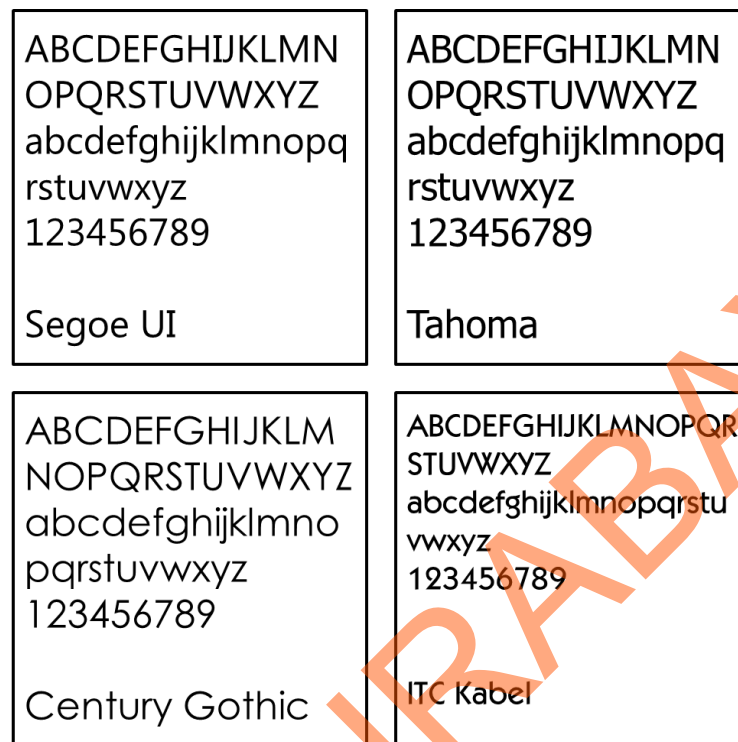 ABCDEFGHIJKLMN
OPQRSTUVWXYZ
abcdefghijklmnopq
rstuvwxyz
123456789
Segoe UI
ABCDEFGHIJKLMN
OPQRSTUVWXYZ
abcdefghijklmnopq
rstuvwxyz
123456789
Tahoma
ABCDEFGHIJKLM
NOPQRSTUVWXYZ
abcdefghijklmno
pqrstuvwxyz
123456789
Century Gothic
ABCDEFGHIJKLMNOPQR
STUVWXYZ
abcdefghijklmnopqrstu
vwxyz
123456789
ITC Kabel